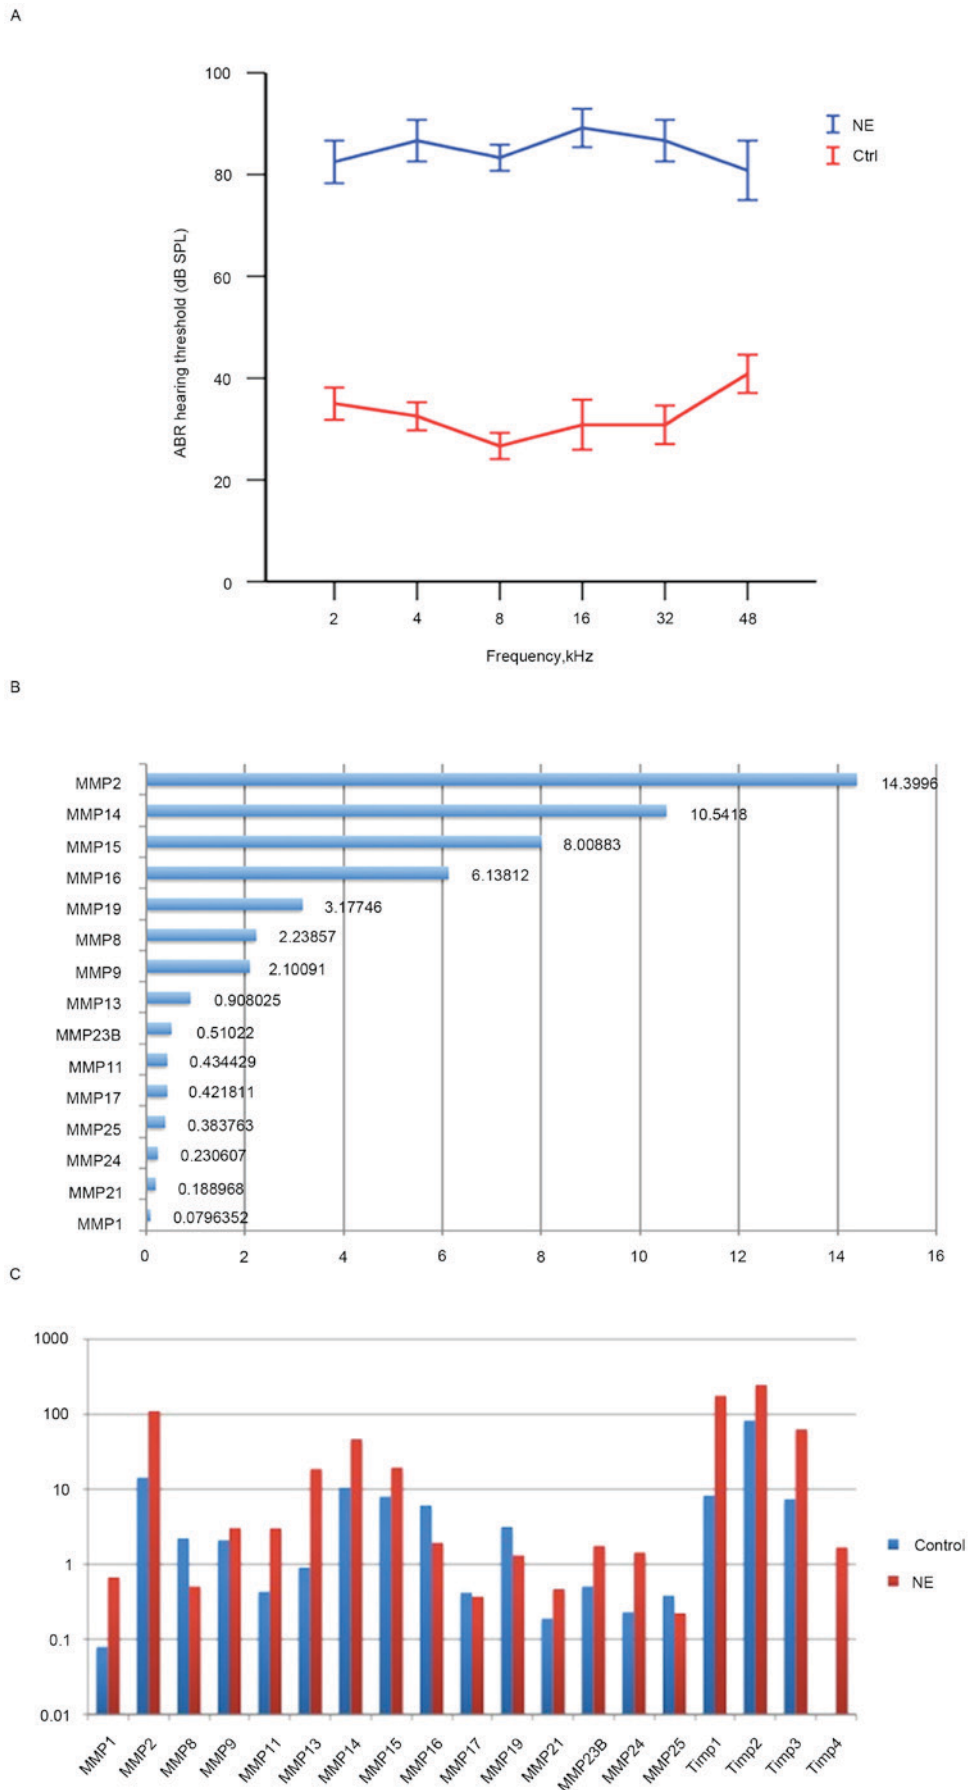 A
100
80
60
40
20
0
ABR hearing threshold (dB SPL)
NE
Ctrl
2 4 8 16 32 48
Frequency,kHz
B
MMP2 14.3996
MMP14 10.5418
MMP15 8.00883
MMP16 6.13812
MMP19 3.17746
MMP8 2.23857
MMP9 2.10091
MMP13 0.908025
MMP23B 0.51022
MMP11 0.434429
MMP17 0.421811
MMP25 0.383763
MMP24 0.230607
MMP21 0.188968
MMP1 0.0796352
0 2 4 6 8 10 12 14 16
C
1000
100
10
1
0.1
0.01
Control
NE
MMP1 MMP2 MMP8 MMP9 MMP11 MMP13 MMP14 MMP15 MMP16 MMP17 MMP19 MMP21 MMP23B MMP24 MMP25 Timp1 Timp2 Timp3 Timp4